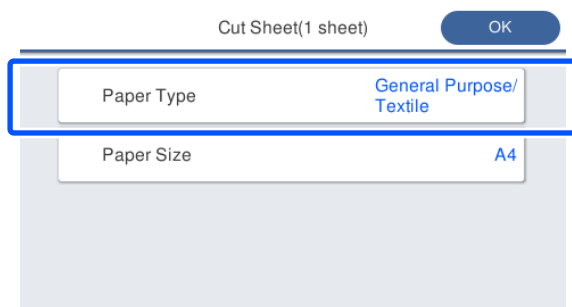 Cut Sheet(1 sheet) OK
Paper Type General Purpose/
Textile
Paper Size A4